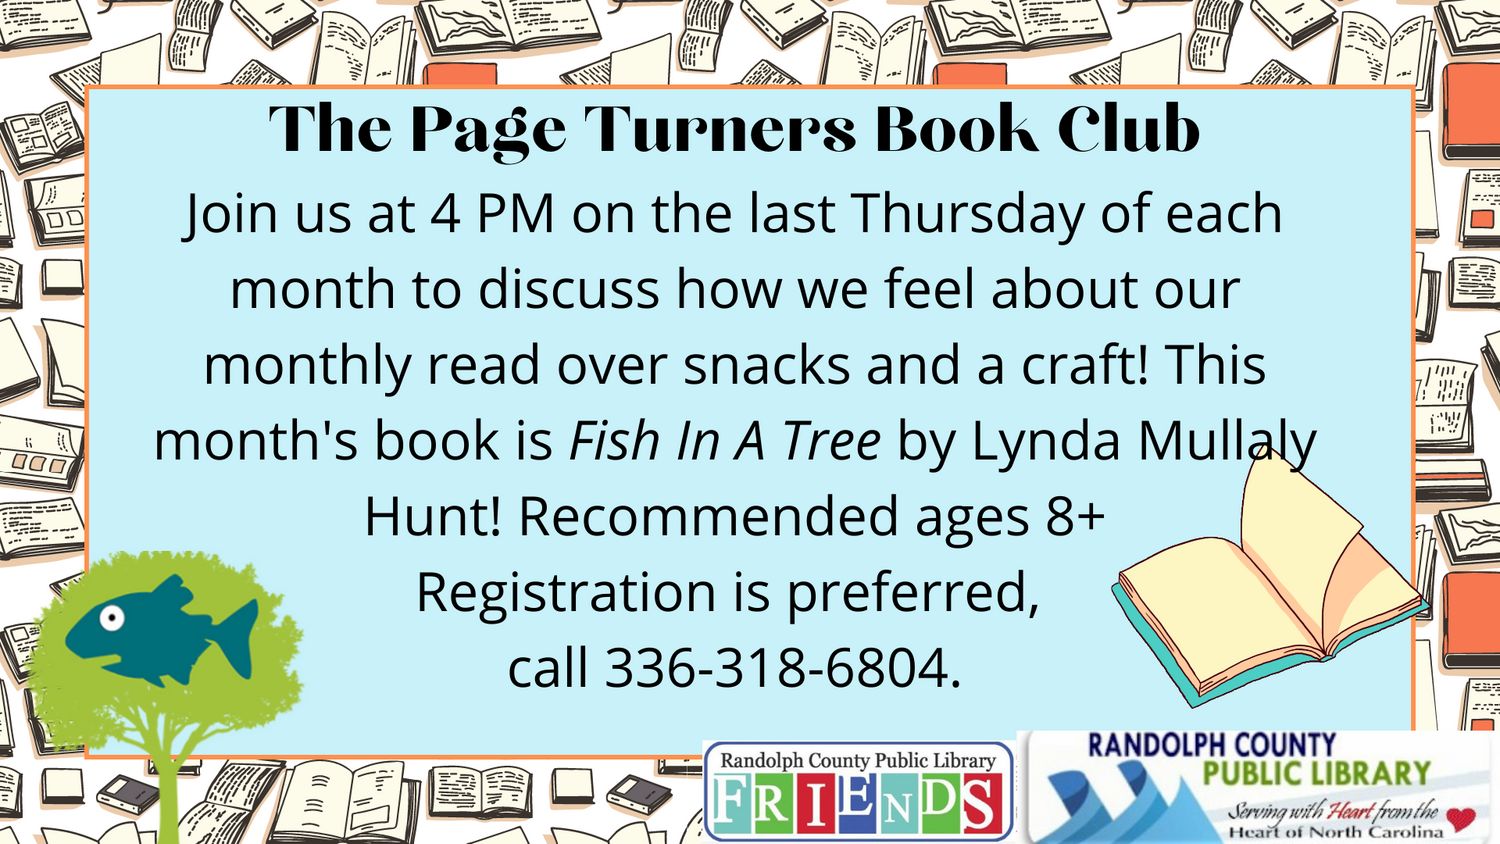 The Page Turners Book Club
Join us at 4 PM on the last Thursday of each
month to discuss how we feel about our
monthly read over snacks and a craft! This
month's book is Fish In A Tree by Lynda Mullaly
Hunt! Recommended ages 8+
Registration is preferred,
call 336-318-6804.
Randolph County Public Library
FRIENDS
RANDOLPH COUNTY
PUBLIC LIBRARY
Serving with Heart from the
Heart of North Carolina